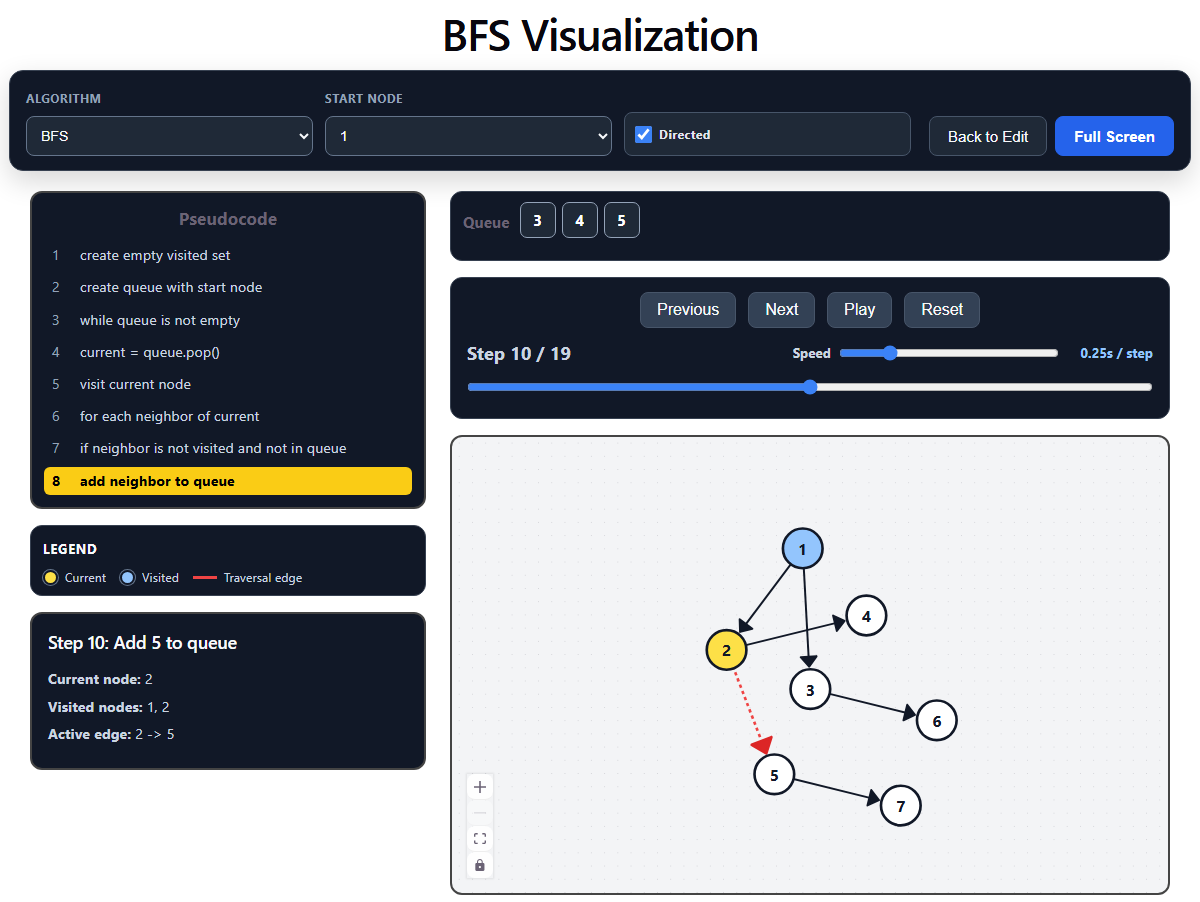 BFS Visualization
ALGORITHM
START NODE
BFS
1
Directed
Back to Edit
Full Screen
Pseudocode
1 create empty visited set
2 create queue with start node
3 while queue is not empty
4 current = queue.pop()
5 visit current node
6 for each neighbor of current
7 if neighbor is not visited and not in queue
8 add neighbor to queue
LEGEND
Current Visited Traversal edge
Step 10: Add 5 to queue
Current node: 2
Visited nodes: 1, 2
Active edge: 2 -> 5
Queue 3 4 5
Previous Next Play Reset
Step 10 / 19 Speed 0.25s / step
1
4
2
3
6
5
7